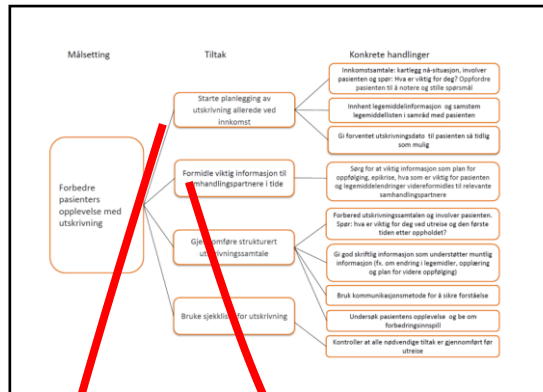 Målsetting
Tiltak
Konkrete handlinger
Forbedre
pasienters
opplevelse med
utskrivning
Starte planlegging av
utskrivning allerede ved
innkomst
Innkomstsamtale: kartlegg nå-situasjon, involver
pasienten og spør: Hva er viktig for deg? Oppfordre
pasienten til å notere og stille spørsmål
Innhent legemiddelinformasjon og samstem
legemiddellisten i samråd med pasienten
Gi forventet utskrivningsdato til pasienten så tidlig
som mulig
Formidle viktig informasjon til
samhandlingspartnere i tide
Sørg for at viktig informasjon som plan for
oppfølging, epikrise, hva som er viktig for pasienten
og legemiddelendringer videreformidles til relevante
samhandlingspartnere
Gjennomføre strukturert
utskrivningssamtale
Forbered utskrivningssamtalen og involver pasienten.
Spør: hva er viktig for deg ved utreise og den første
tiden etter oppholdet?
Gi god skriftlig informasjon som understøtter muntlig
informasjon (fx. om endring i legemidler, opplæring
og plan for videre oppfølging)
Bruk kommunikasjonsmetode for å sikre forståelse
Undersøk pasientens opplevelse og be om
forbedringsinnspill
Bruke sjekkliste for utskrivning
Kontroller at alle nødvendige tiltak er gjennomført før
utreise